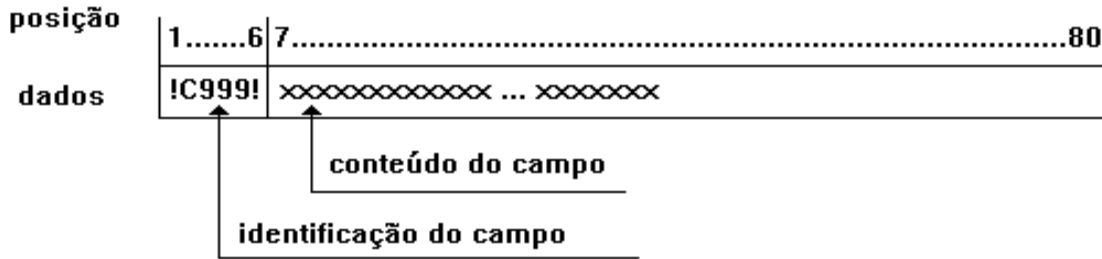 posição
1.......6 7..................................................................................80
dados
!C999! xxxxxxxxxxxx ... xxxxxxx
conteúdo do campo
identificação do campo